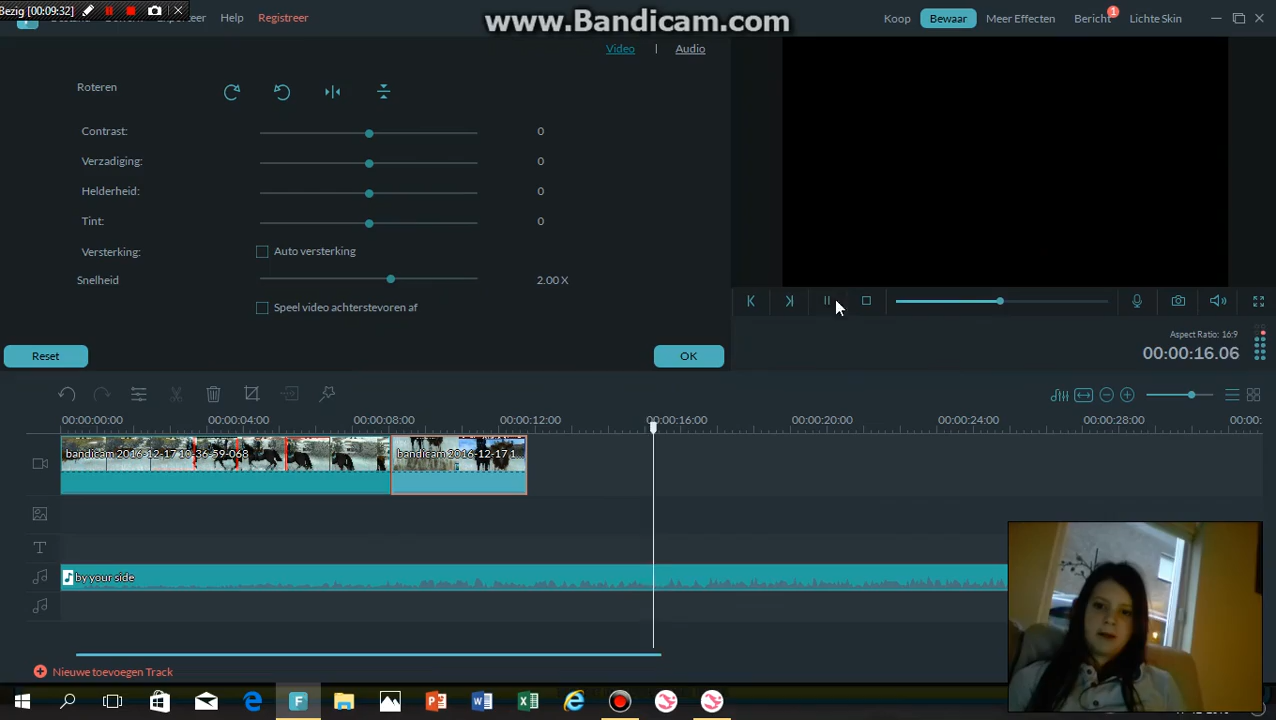 Bezig [00:09:32]
Help
Registreer
www.Bandicam.com
Koop
Bewaar
Meer Effecten
Bericht
1
Lichte Skin
Video | Audio
Roteren
Contrast: 0
Verzadiging: 0
Helderheid: 0
Tint: 0
Versterking: Auto versterking
Snelheid 2.00 X
Speel video achterstevoren af
Reset
OK
Aspect Ratio: 16:9
00:00:16.06
00:00:00:00 00:00:04:00 00:00:08:00 00:00:12:00 00:00:16:00 00:00:20:00 00:00:24:00 00:00:28:00 00:00:
bandicam 2016-12-17 10-36-59-068
bandicam 2016-12-17 1...
T
by your side
Nieuwe toevoegen Track